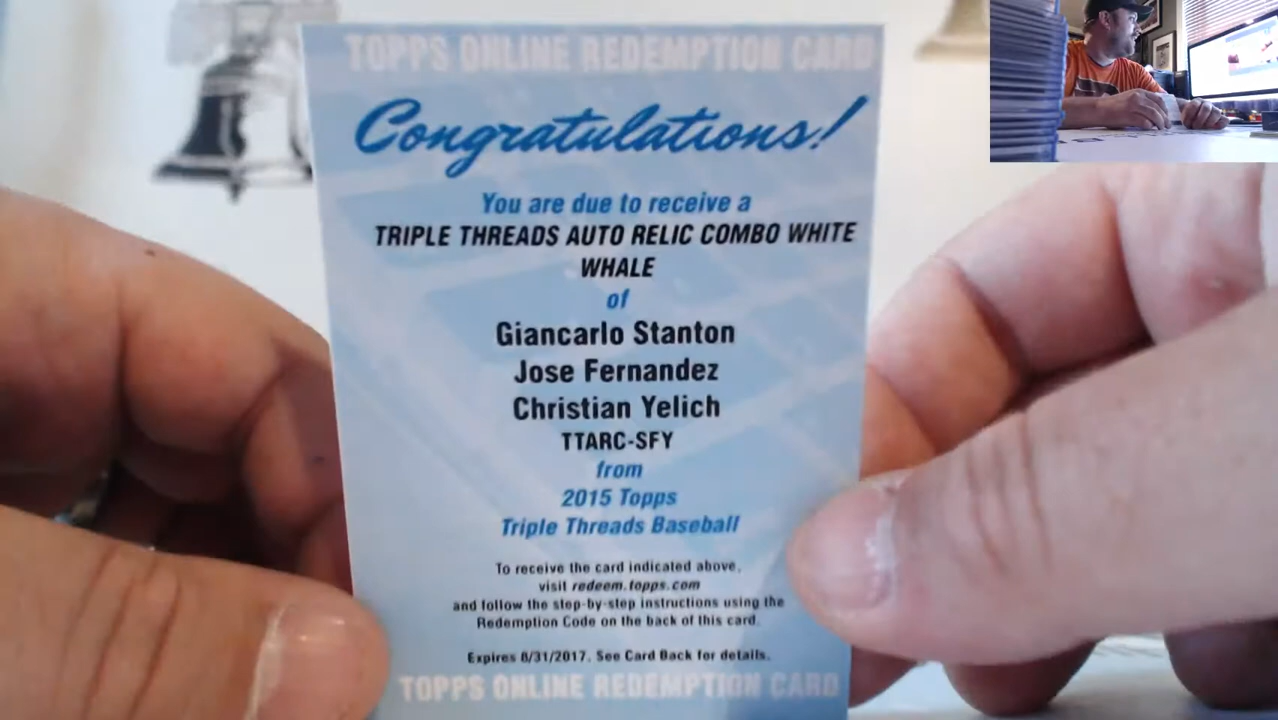 TOPPS ONLINE REDEMPTION CARD
Congratulations!
You are due to receive a
TRIPLE THREADS AUTO RELIC COMBO WHITE
WHALE
of
Giancarlo Stanton
Jose Fernandez
Christian Yelich
TTARC-SFY
from
2015 Topps
Triple Threads Baseball
To receive the card indicated above,
visit redeem.topps.com
and follow the step-by-step instructions using the
Redemption Code on the back of this card.
Expires 8/31/2017. See Card Back for details.
TOPPS ONLINE REDEMPTION CARD